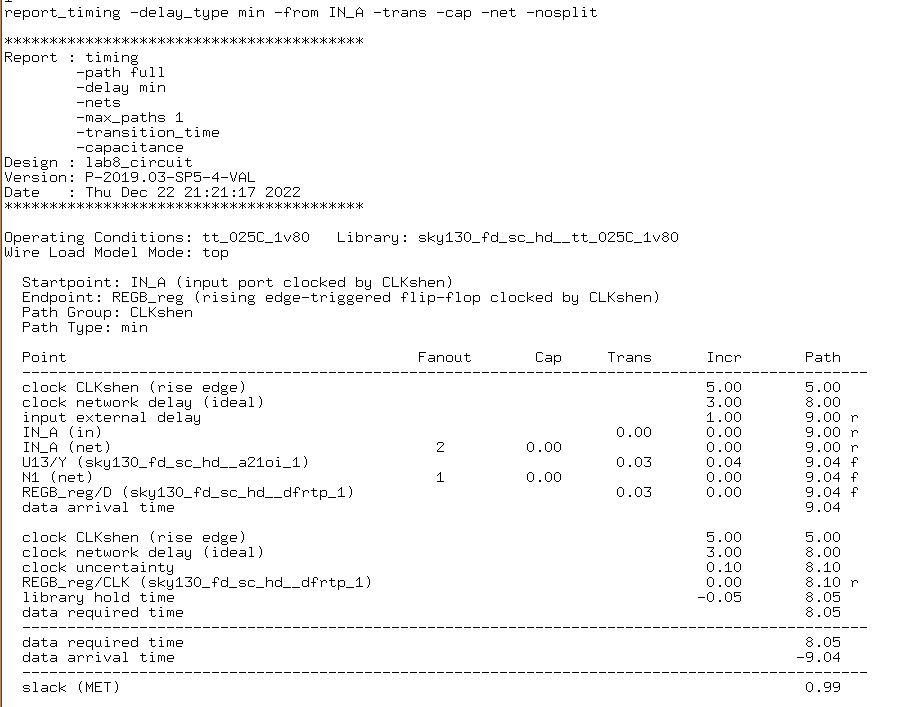 report_timing -delay_type min -from IN_A -trans -cap -net -nosplit
****************************************
Report : timing
        -path full
        -delay min
        -nets
        -max_paths 1
        -transition_time
        -capacitance
Design : lab8_circuit
Version: P-2019.03-SP5-4-VAL
Date   : Thu Dec 22 21:21:17 2022
****************************************
Operating Conditions: tt_025C_1v80   Library: sky130_fd_sc_hd__tt_025C_1v80
Wire Load Model Mode: top
  Startpoint: IN_A (input port clocked by CLKshen)
  Endpoint: REGB_reg (rising edge-triggered flip-flop clocked by CLKshen)
  Path Group: CLKshen
  Path Type: min
  Point                                       Fanout       Cap     Trans      Incr       Path
  ----------------------------------------------------------------------------------------------
  clock CLKshen (rise edge)                                                   5.00       5.00
  clock network delay (ideal)                                                 3.00       8.00
  input external delay                                                        1.00       9.00 r
  IN_A (in)                                                         0.00      0.00       9.00 r
  IN_A (net)                                    2         0.00                0.00       9.00 r
  U13/Y (sky130_fd_sc_hd__a21oi_1)                                  0.03      0.04       9.04 f
  N1 (net)                                      1         0.00                0.00       9.04 f
  REGB_reg/D (sky130_fd_sc_hd__dfrtp_1)                             0.03      0.00       9.04 f
  data arrival time                                                                      9.04
  clock CLKshen (rise edge)                                                   5.00       5.00
  clock network delay (ideal)                                                 3.00       8.00
  clock uncertainty                                                           0.10       8.10
  REGB_reg/CLK (sky130_fd_sc_hd__dfrtp_1)                                     0.00       8.10 r
  library hold time                                                          -0.05       8.05
  data required time                                                                     8.05
  ----------------------------------------------------------------------------------------------
  data required time                                                                     8.05
  data arrival time                                                                     -9.04
  ----------------------------------------------------------------------------------------------
  slack (MET)                                                                            0.99